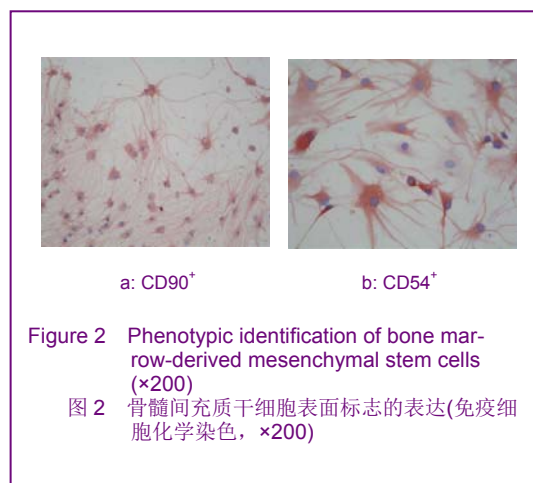 a: CD90⁺ b: CD54⁺
Figure 2 Phenotypic identification of bone mar-
row-derived mesenchymal stem cells
(×200)
图 2 骨髓间充质干细胞表面标志的表达(免疫细
胞化学染色，×200)